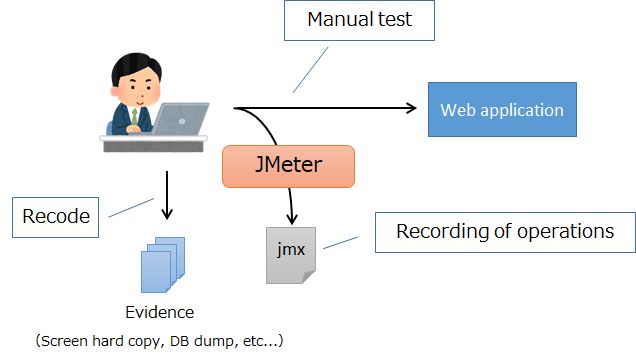 Manual test
Web application
JMeter
Recode
Recording of operations
jmx
Evidence
（Screen hard copy, DB dump, etc...）